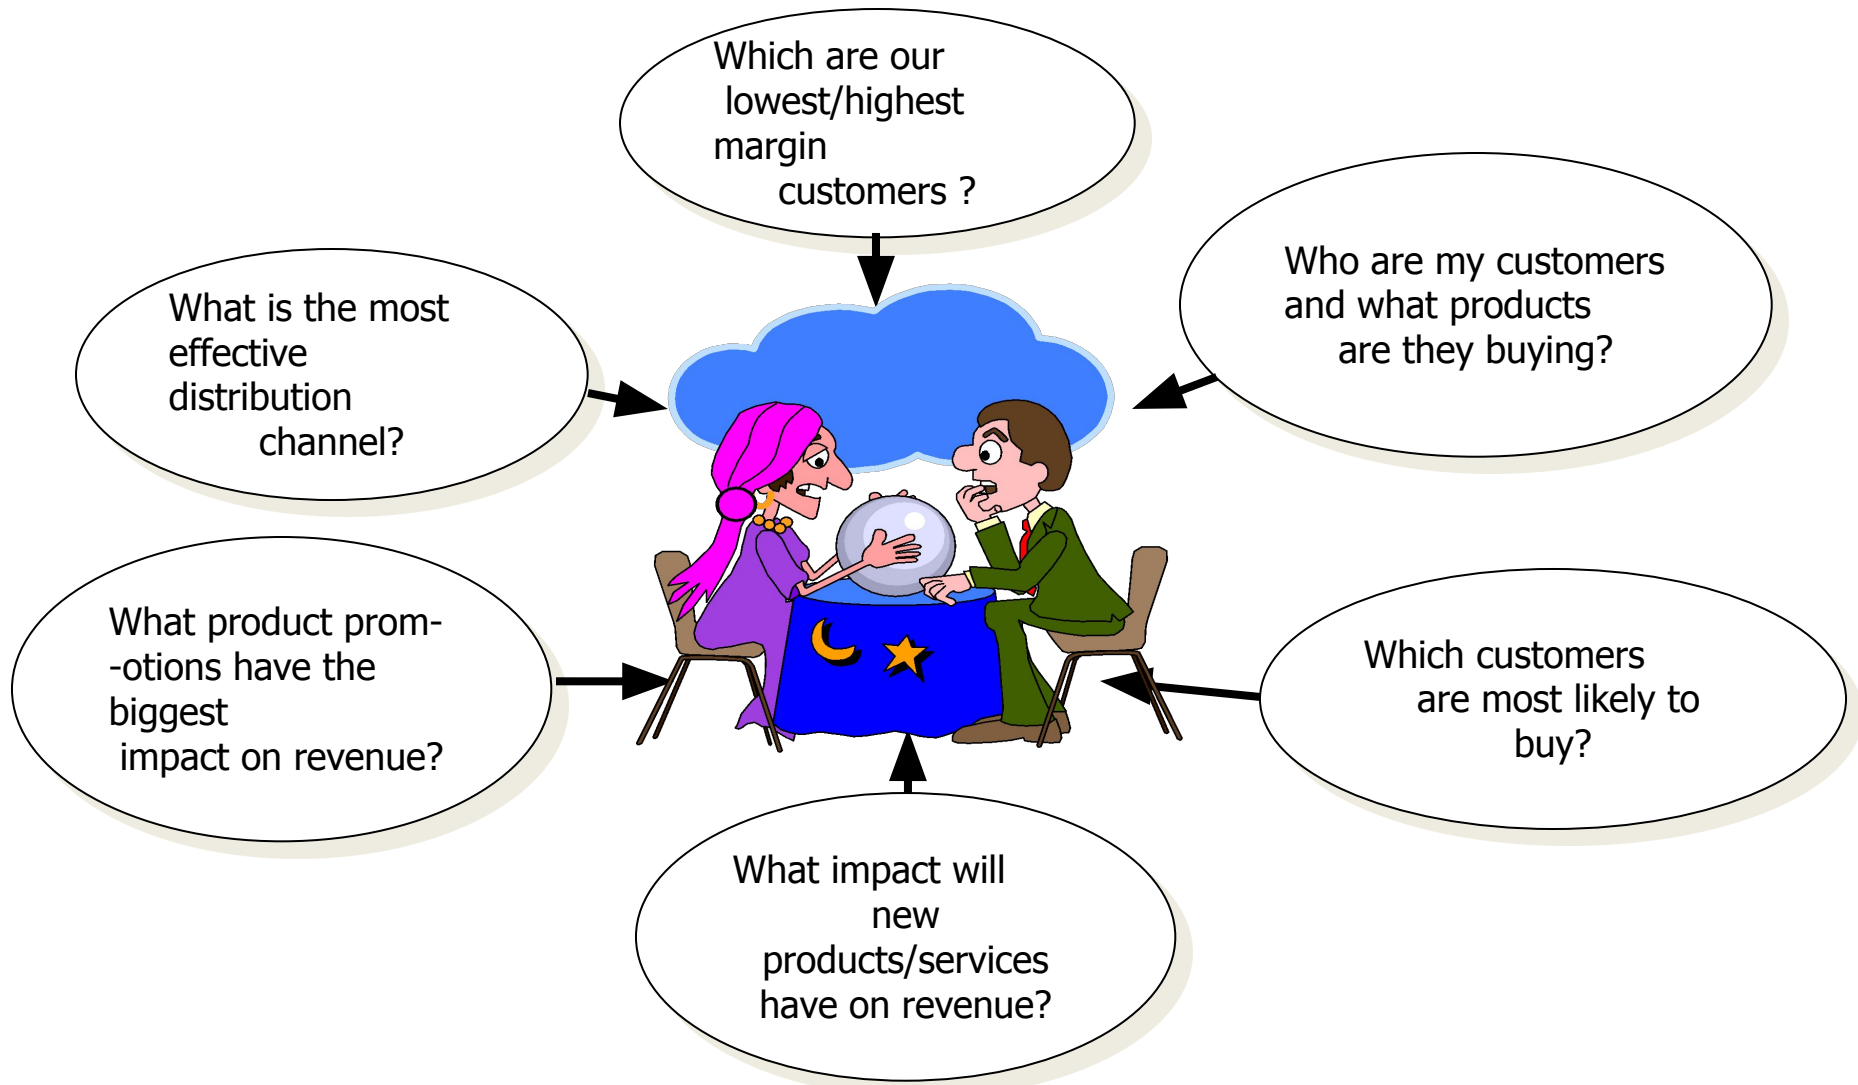 Which are our
lowest/highest
margin
customers ?
Who are my customers
and what products
are they buying?
What is the most
effective
distribution
channel?
What product prom-
-otions have the
biggest
impact on revenue?
Which customers
are most likely to
buy?
What impact will
new
products/services
have on revenue?